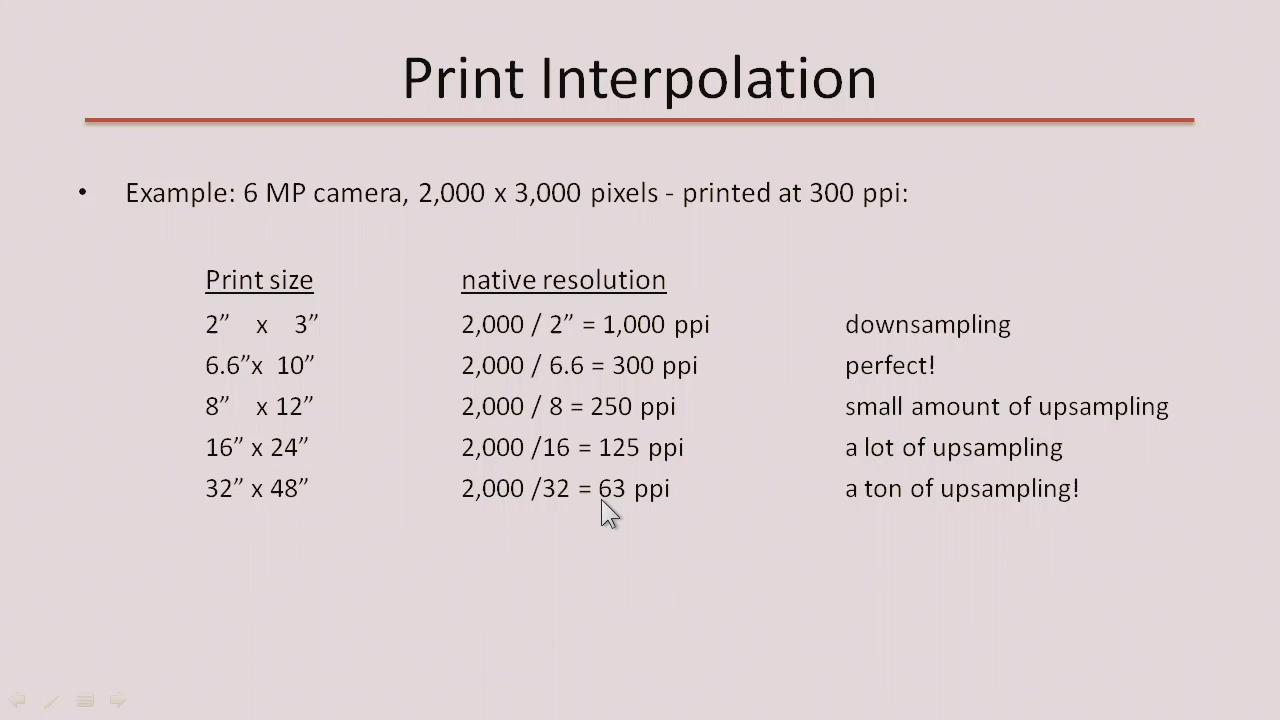 Print Interpolation
• Example: 6 MP camera, 2,000 x 3,000 pixels - printed at 300 ppi:
Print size native resolution
2” x 3” 2,000 / 2” = 1,000 ppi downsampling
6.6”x 10” 2,000 / 6.6 = 300 ppi perfect!
8” x 12” 2,000 / 8 = 250 ppi small amount of upsampling
16” x 24” 2,000 /16 = 125 ppi a lot of upsampling
32” x 48” 2,000 /32 = 63 ppi a ton of upsampling!